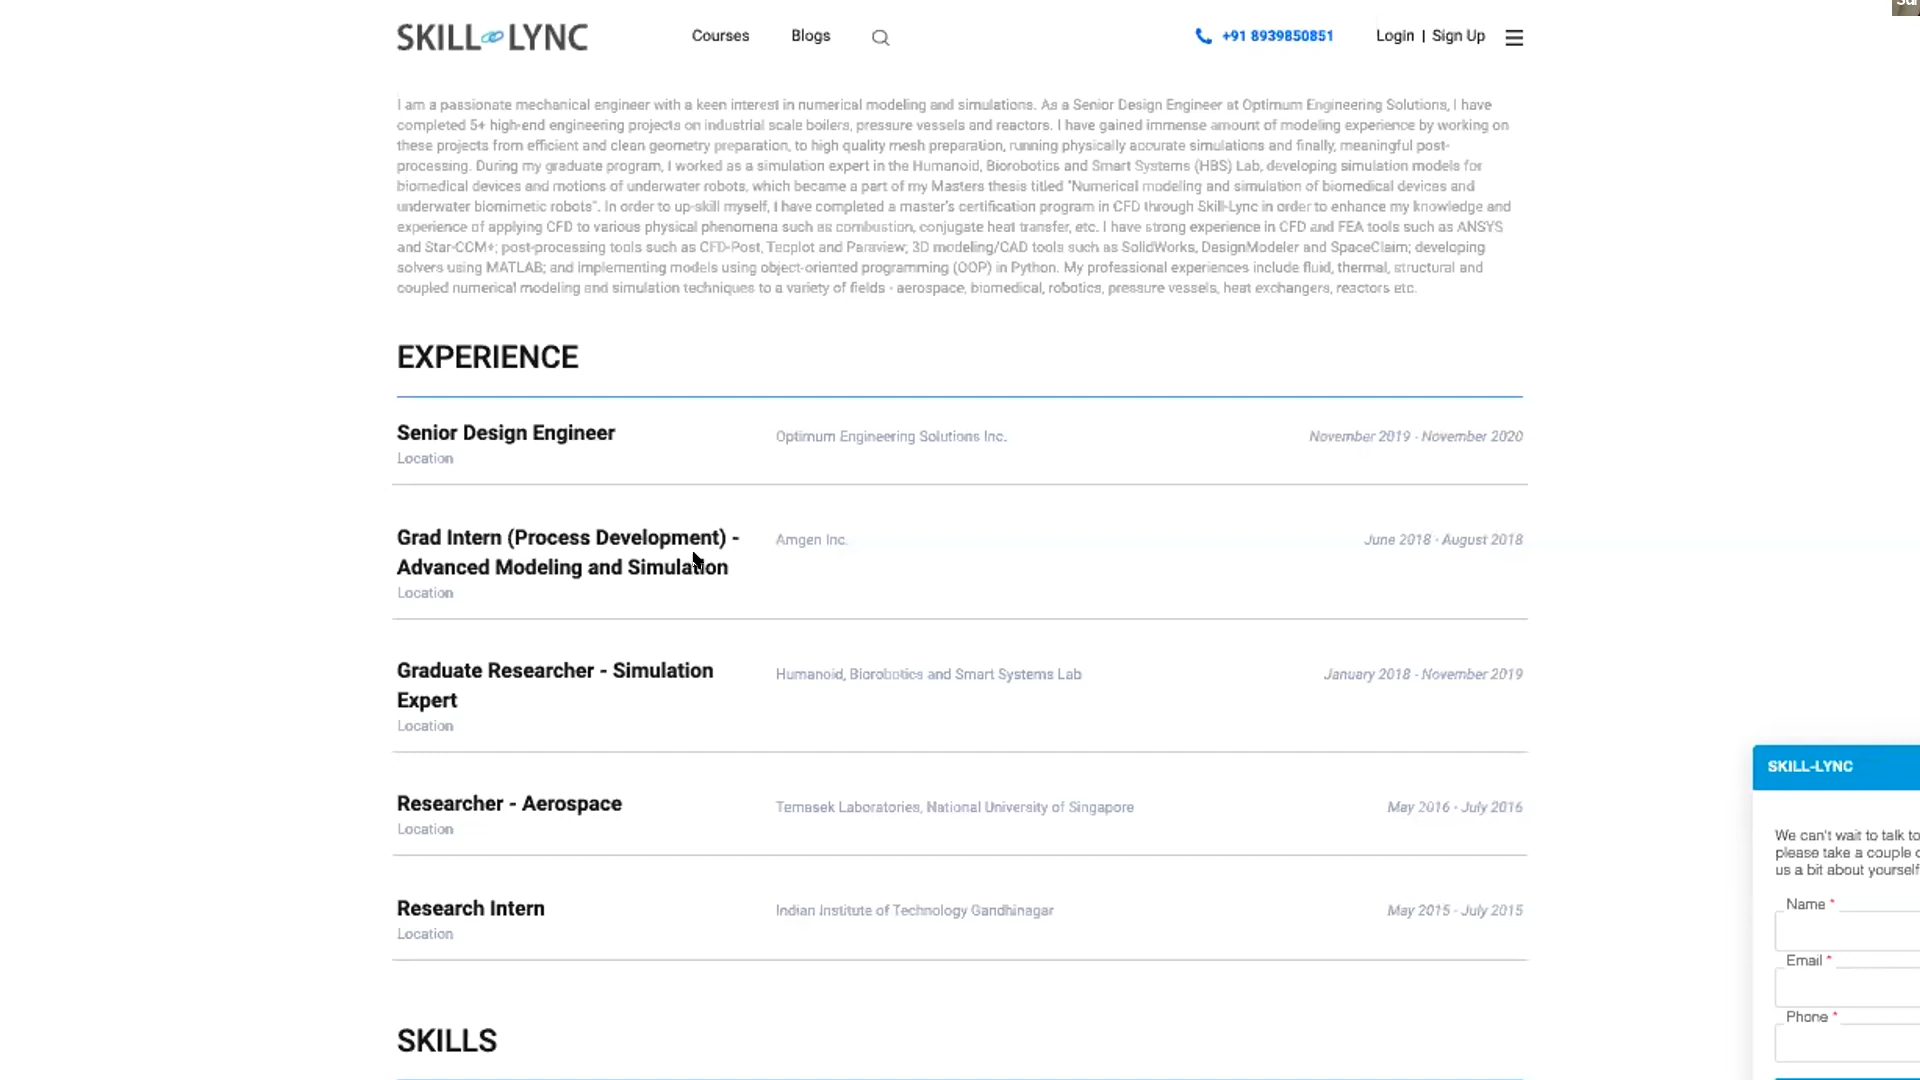 SKILL-LYNC
Courses
Blogs
+91 8939850851
Login | Sign Up
I am a passionate mechanical engineer with a keen interest in numerical modeling and simulations. As a Senior Design Engineer at Optimum Engineering Solutions, I have
completed 5+ high-end engineering projects on industrial scale boilers, pressure vessels and reactors. I have gained immense amount of modeling experience by working on
these projects from efficient and clean geometry preparation, to high quality mesh preparation, running physically accurate simulations and finally, meaningful post-
processing. During my graduate program, I worked as a simulation expert in the Humanoid, Biorobotics and Smart Systems (HBS) Lab, developing simulation models for
biomedical devices and motions of underwater robots, which became a part of my Masters thesis titled "Numerical modeling and simulation of biomedical devices and
underwater biomimetic robots". In order to up-skill myself, I have completed a master's certification program in CFD through Skill-Lync in order to enhance my knowledge and
experience of applying CFD to various physical phenomena such as combustion, conjugate heat transfer, etc. I have strong experience in CFD and FEA tools such as ANSYS
and Star-CCM+; post-processing tools such as CFD-Post, Tecplot and Paraview; 3D modeling/CAD tools such as SolidWorks, DesignModeler and SpaceClaim; developing
solvers using MATLAB; and implementing models using object-oriented programming (OOP) in Python. My professional experiences include fluid, thermal, structural and
coupled numerical modeling and simulation techniques to a variety of fields - aerospace, biomedical, robotics, pressure vessels, heat exchangers, reactors etc.
EXPERIENCE
Senior Design Engineer
Optimum Engineering Solutions Inc.
November 2019 - November 2020
Location
Grad Intern (Process Development) -
Advanced Modeling and Simulation
Amgen Inc.
June 2018 - August 2018
Location
Graduate Researcher - Simulation
Expert
Humanoid, Biorobotics and Smart Systems Lab
January 2018 - November 2019
Location
Researcher - Aerospace
Temasek Laboratories, National University of Singapore
May 2016 - July 2016
Location
Research Intern
Indian Institute of Technology Gandhinagar
May 2015 - July 2015
Location
SKILLS
SKILL-LYNC
We can't wait to talk to
please take a couple
us a bit about yourself
Name *
Email *
Phone *